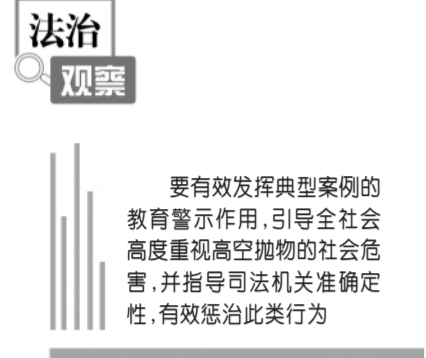 法治
观察
要有效发挥典型案例的
教育警示作用,引导全社会
高度重视高空抛物的社会危
害,并指导司法机关准确定
性,有效惩治此类行为